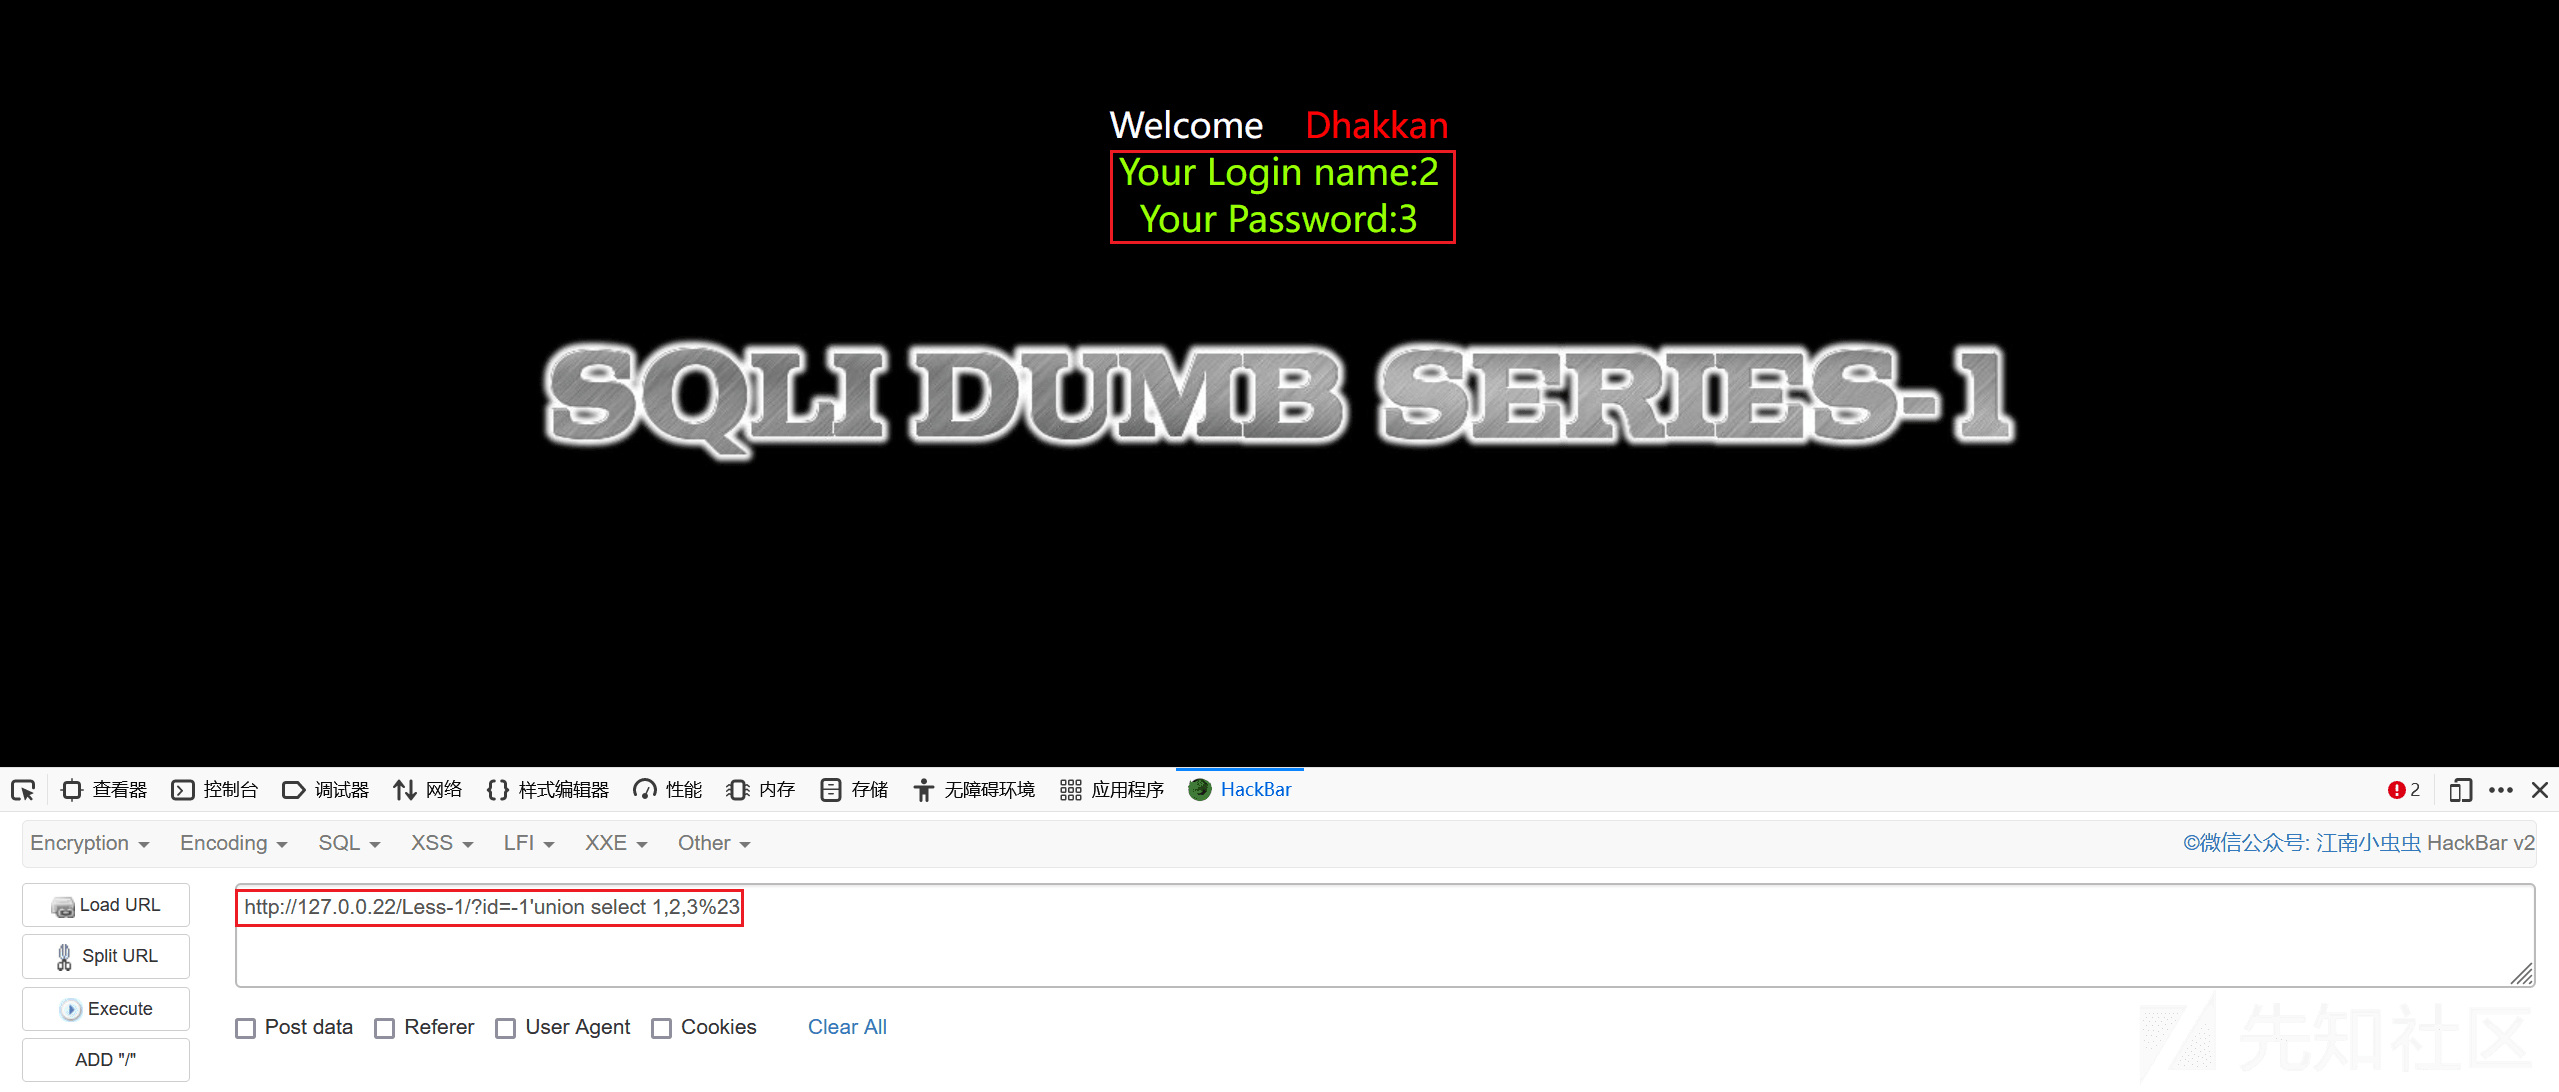 Welcome Dhakkan
Your Login name:2
Your Password:3
SQLI DUMB SERIES-1
查看器 控制台 调试器 网络 样式编辑器 性能 内存 存储 无障碍环境 应用程序 HackBar 2
Encryption Encoding SQL XSS LFI XXE Other ©微信公众号: 江南小虫虫 HackBar v2
Load URL http://127.0.0.22/Less-1/?id=-1'union select 1,2,3%23
Split URL
Execute
Post data Referer User Agent Cookies Clear All
ADD "/"
先知社区